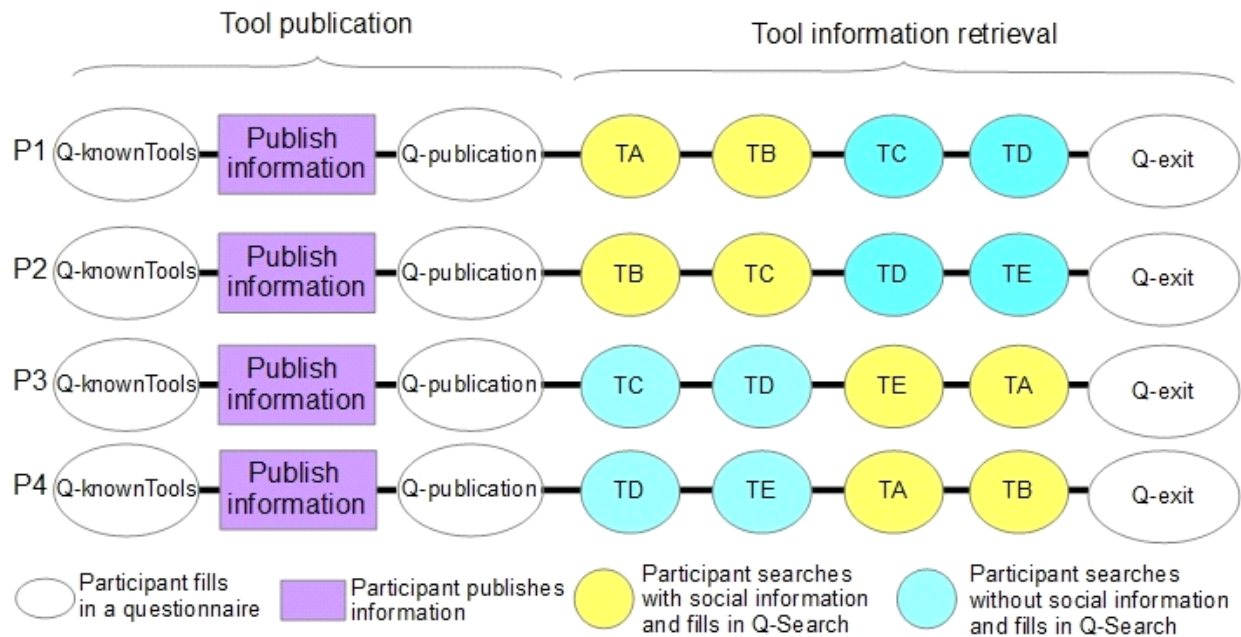 Tool publication
Tool information retrieval
P1
Q-knownTools
Publish
information
Q-publication
TA
TB
TC
TD
Q-exit
P2
Q-knownTools
Publish
information
Q-publication
TB
TC
TD
TE
Q-exit
P3
Q-knownTools
Publish
information
Q-publication
TC
TD
TE
TA
Q-exit
P4
Q-knownTools
Publish
information
Q-publication
TD
TE
TA
TB
Q-exit
Participant fills
in a questionnaire
Participant publishes
information
Participant searches
with social information
and fills in Q-Search
Participant searches
without social information
and fills in Q-Search